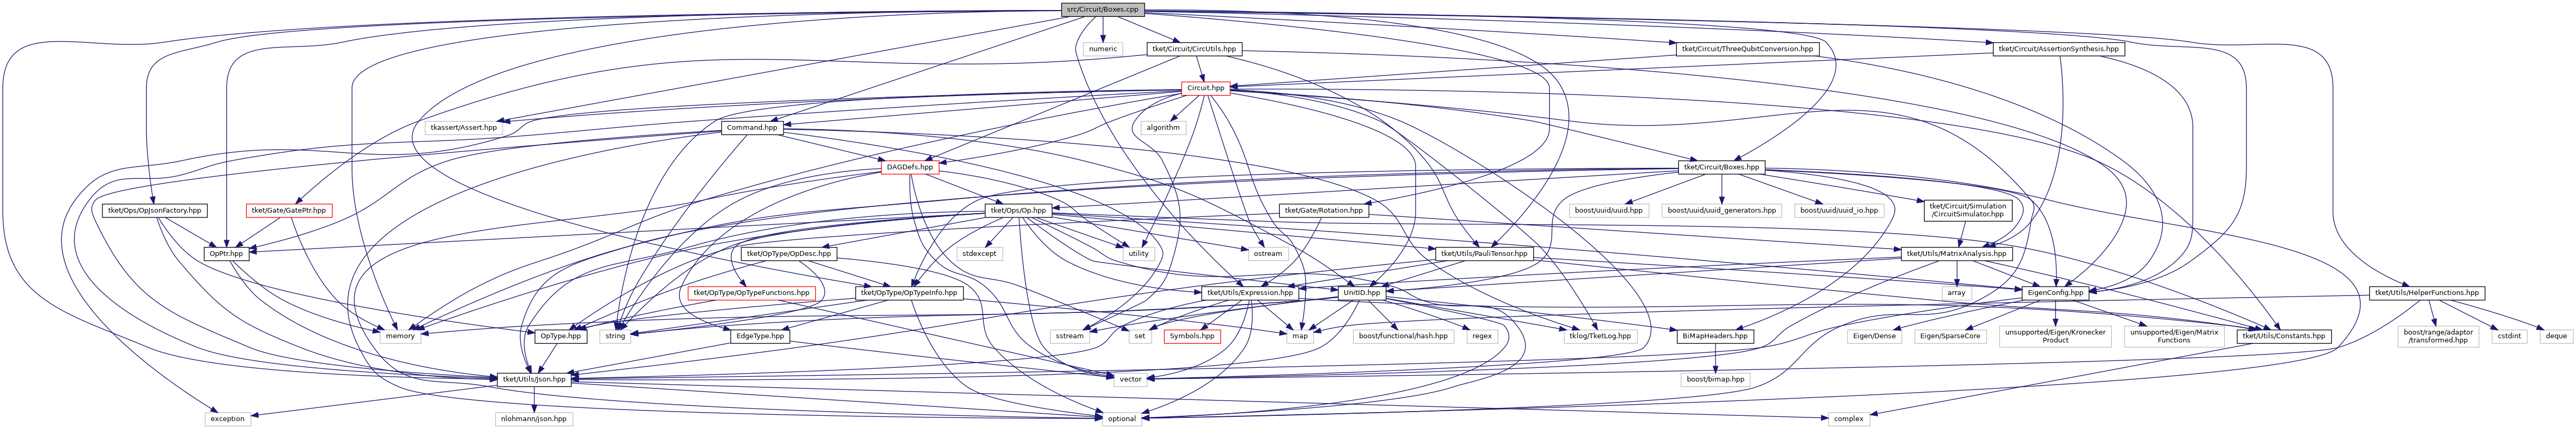 src/Circuit/Boxes.cpp
numeric
tket/Circuit/CircUtils.hpp
tket/Circuit/ThreeQubitConversion.hpp
tket/Circuit/AssertionSynthesis.hpp
Circuit.hpp
tkassert/Assert.hpp
Command.hpp
algorithm
DAGDefs.hpp
tket/Circuit/Boxes.hpp
tket/Ops/OpJsonFactory.hpp
tket/Gate/GatePtr.hpp
tket/Ops/Op.hpp
tket/Gate/Rotation.hpp
boost/uuid/uuid.hpp
boost/uuid/uuid_generators.hpp
boost/uuid/uuid_io.hpp
tket/Circuit/Simulation
/CircuitSimulator.hpp
OpPtr.hpp
tket/OpType/OpDesc.hpp
stdexcept
utility
ostream
tket/Utils/PauliTensor.hpp
tket/Utils/MatrixAnalysis.hpp
tket/OpType/OpTypeFunctions.hpp
tket/OpType/OpTypeInfo.hpp
tket/Utils/Expression.hpp
UnitID.hpp
array
EigenConfig.hpp
tket/Utils/HelperFunctions.hpp
memory
OpType.hpp
string
EdgeType.hpp
sstream
set
Symbols.hpp
map
boost/functional/hash.hpp
regex
tklog/TketLog.hpp
BiMapHeaders.hpp
Eigen/Dense
Eigen/SparseCore
unsupported/Eigen/Kronecker
Product
unsupported/Eigen/Matrix
Functions
tket/Utils/Constants.hpp
boost/range/adaptor
/transformed.hpp
cstdint
deque
tket/Utils/Json.hpp
vector
boost/bimap.hpp
exception
nlohmann/json.hpp
optional
complex